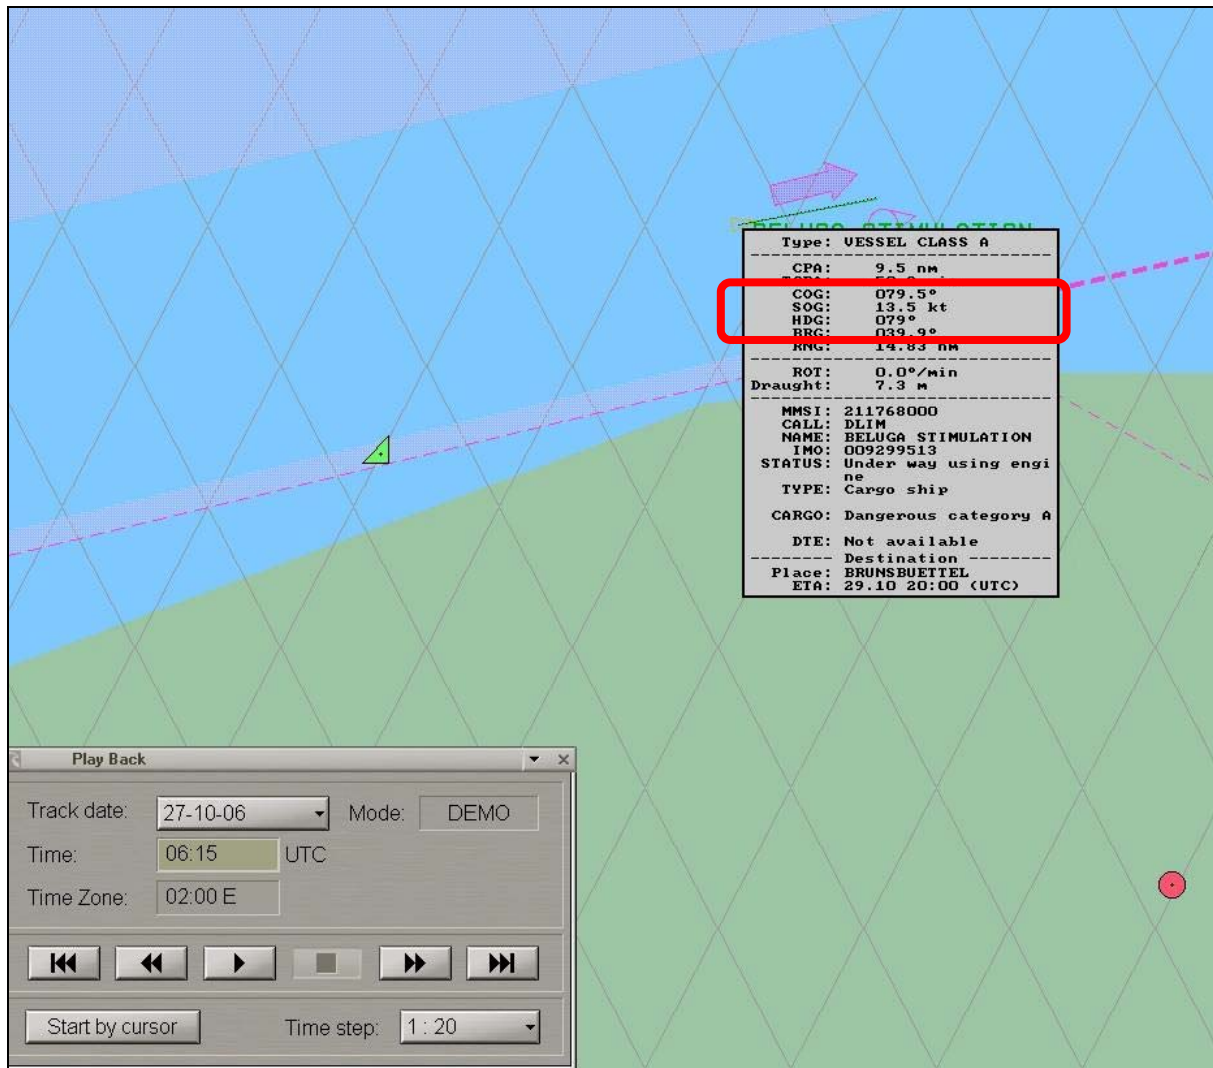 BELUGA STIMULATION
Type: VESSEL CLASS A
CPA: 9.5 nm
COG: 079.5°
SOG: 13.5 kt
HDG: 079°
BRG: 039.9°
RNG: 14.83 nm
ROT: 0.0°/min
Draught: 7.3 m
MMSI: 211768000
CALL: DLIM
NAME: BELUGA STIMULATION
IMO: 009299513
STATUS: Under way using engi
ne
TYPE: Cargo ship
CARGO: Dangerous category A
DTE: Not available
-------- Destination --------
Place: BRUNSBUETTEL
ETA: 29.10 20:00 (UTC)
Play Back
Track date: 27-10-06 Mode: DEMO
Time: 06:15 UTC
Time Zone: 02:00 E
Start by cursor Time step: 1 : 20